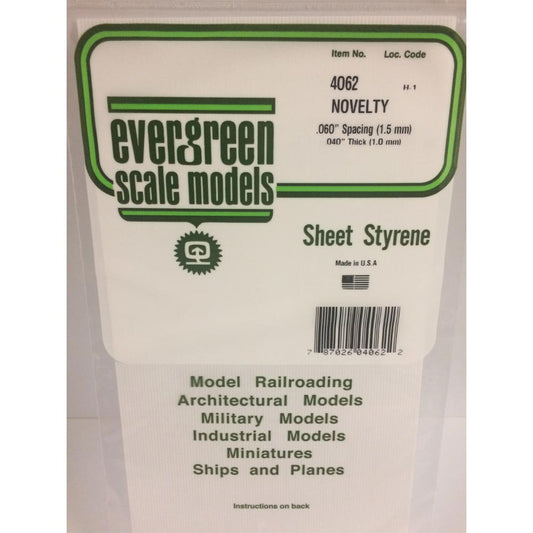 Item No. Loc. Code
4062 H-1
NOVELTY
.060" Spacing (1.5 mm)
.040" Thick (1.0 mm)
evergreen
scale models
Sheet Styrene
Made in U.S.A
7 87026 04062 2
Model Railroading
Architectural Models
Military Models
Industrial Models
Miniatures
Ships and Planes
Instructions on back